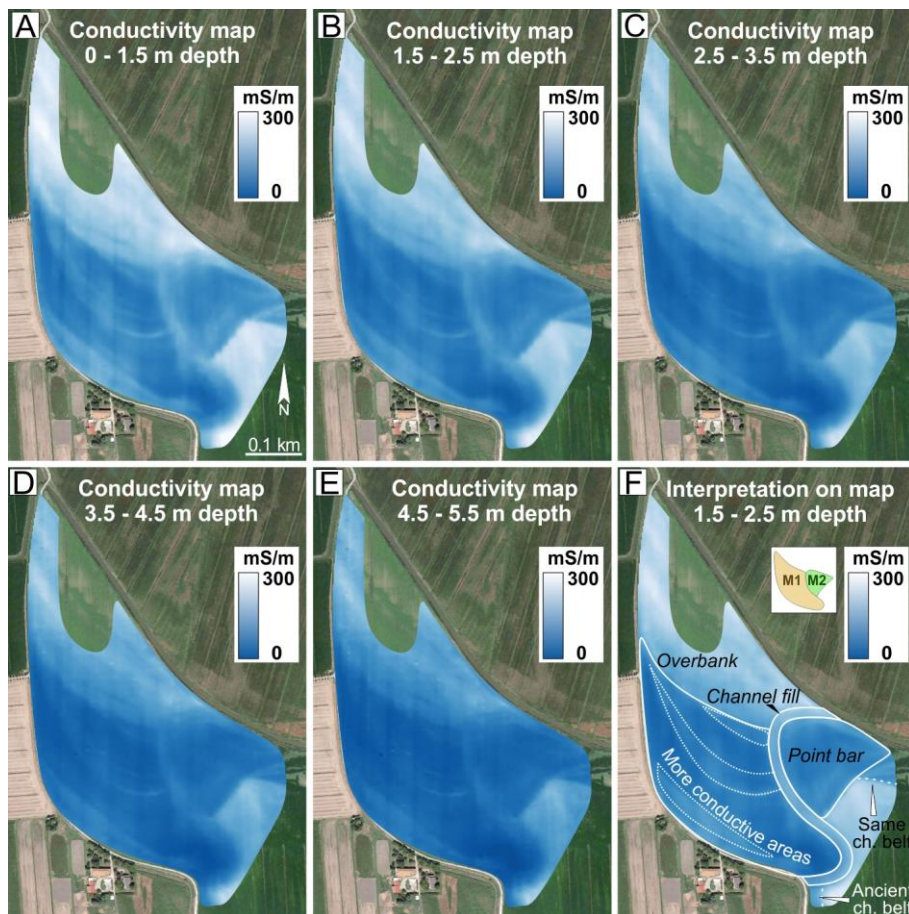 A
Conductivity map
0 - 1.5 m depth
mS/m
300
0
N
0.1 km
B
Conductivity map
1.5 - 2.5 m depth
mS/m
300
0
C
Conductivity map
2.5 - 3.5 m depth
mS/m
300
0
D
Conductivity map
3.5 - 4.5 m depth
mS/m
300
0
E
Conductivity map
4.5 - 5.5 m depth
mS/m
300
0
F
Interpretation on map
1.5 - 2.5 m depth
mS/m
300
0
M1 M2
Overbank
Channel fill
Point bar
More conductive areas
Same
ch. belt
Ancient
ch. belt